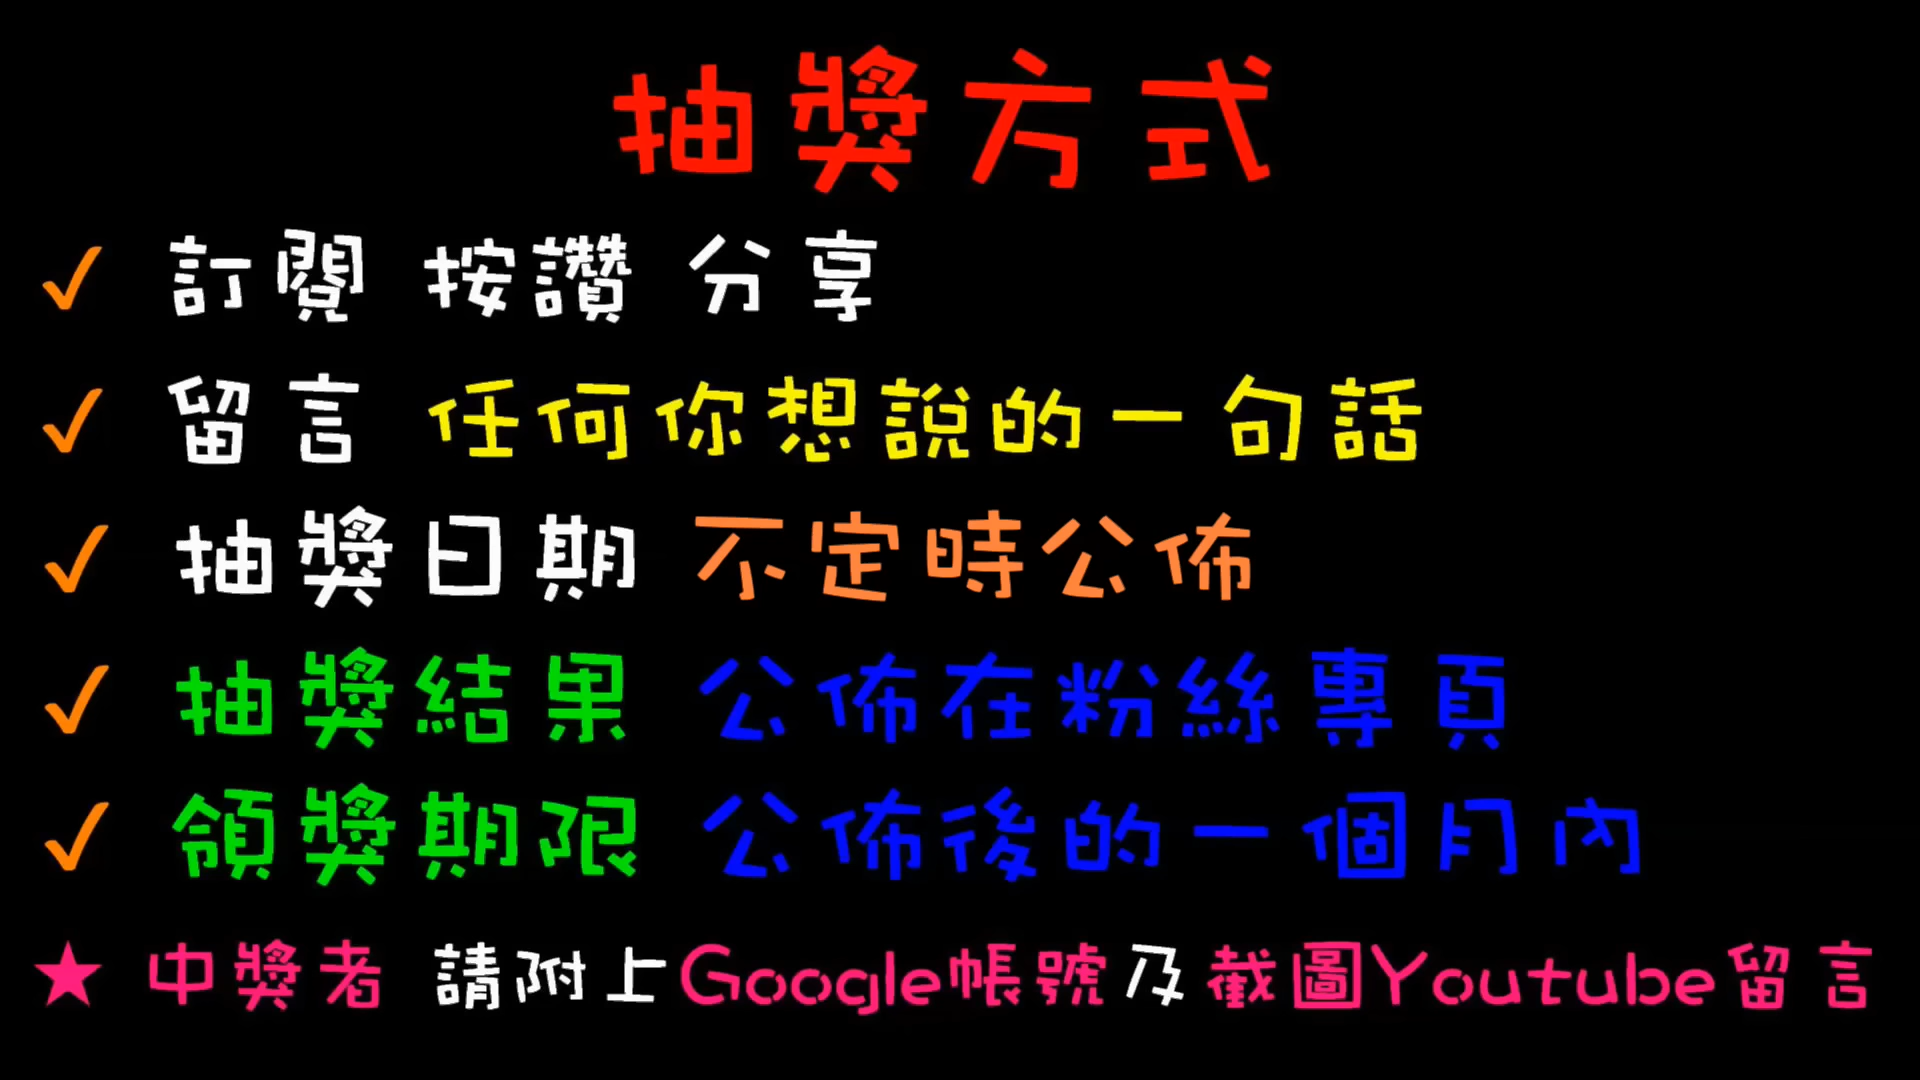 抽獎方式
✓ 訂閱 按讚 分享
✓ 留言 任何你想說的一句話
✓ 抽獎日期 不定時公佈
✓ 抽獎結果 公佈在粉絲專頁
✓ 領獎期限 公佈後的一個月內
★ 中獎者 請附上Google帳號及截圖Youtube留言